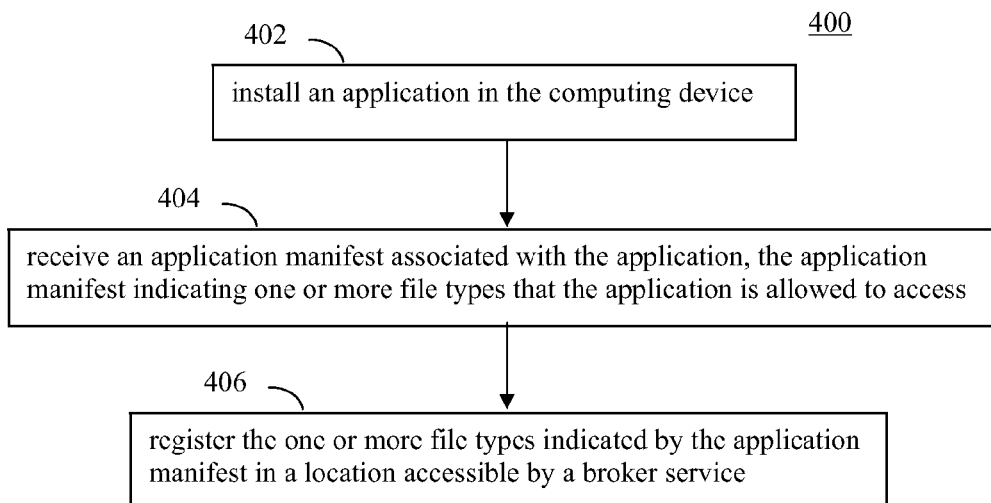 400
402
install an application in the computing device
404
receive an application manifest associated with the application, the application
manifest indicating one or more file types that the application is allowed to access
406
register the one or more file types indicated by the application
manifest in a location accessible by a broker service